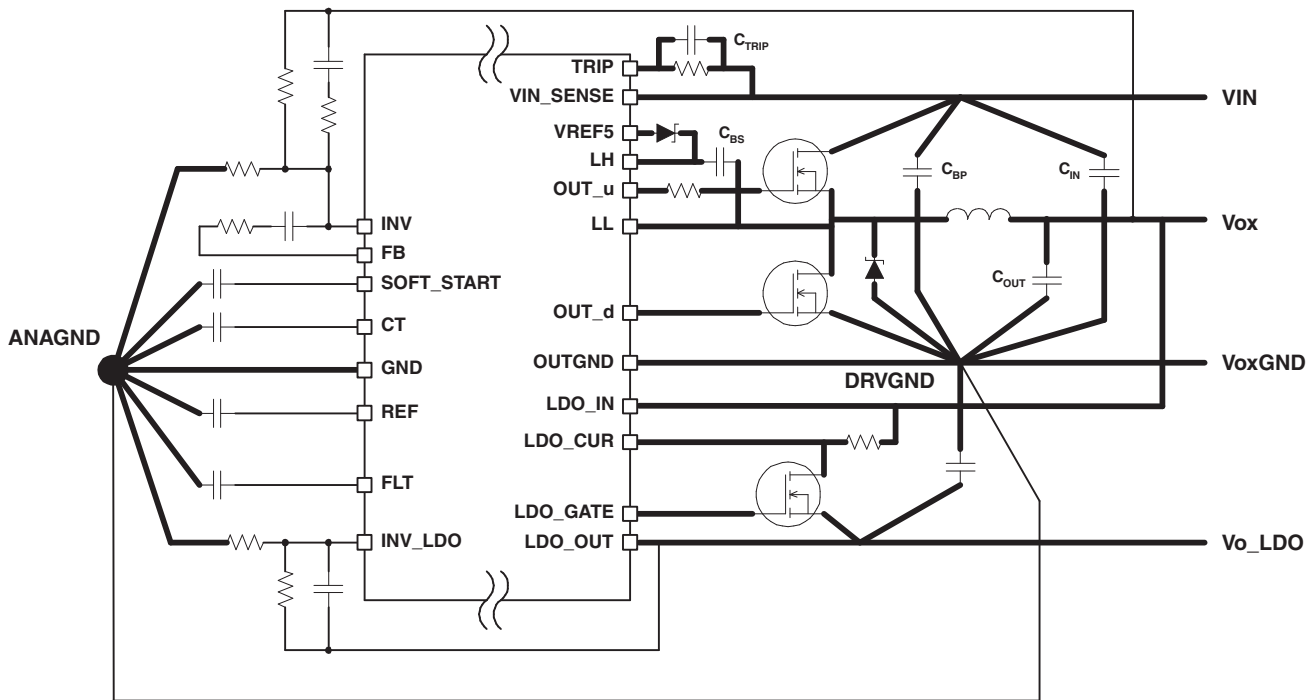 TRIP
C_TRIP
VIN_SENSE
VIN
VREF5
C_BS
LH
OUT_u
C_BP
C_IN
INV
LL
Vox
FB
SOFT_START
C_OUT
OUT_d
CT
ANAGND
GND
OUTGND
VoxGND
DRVGND
REF
LDO_IN
LDO_CUR
FLT
LDO_GATE
INV_LDO
LDO_OUT
Vo_LDO